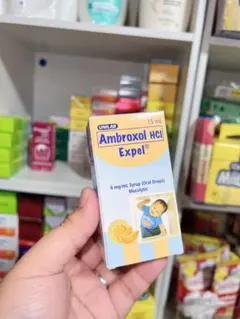 UNILAB
15 mL
Ambroxol HCl
Expel®
6 mg/mL Syrup (Oral Drops)
Mucolytic